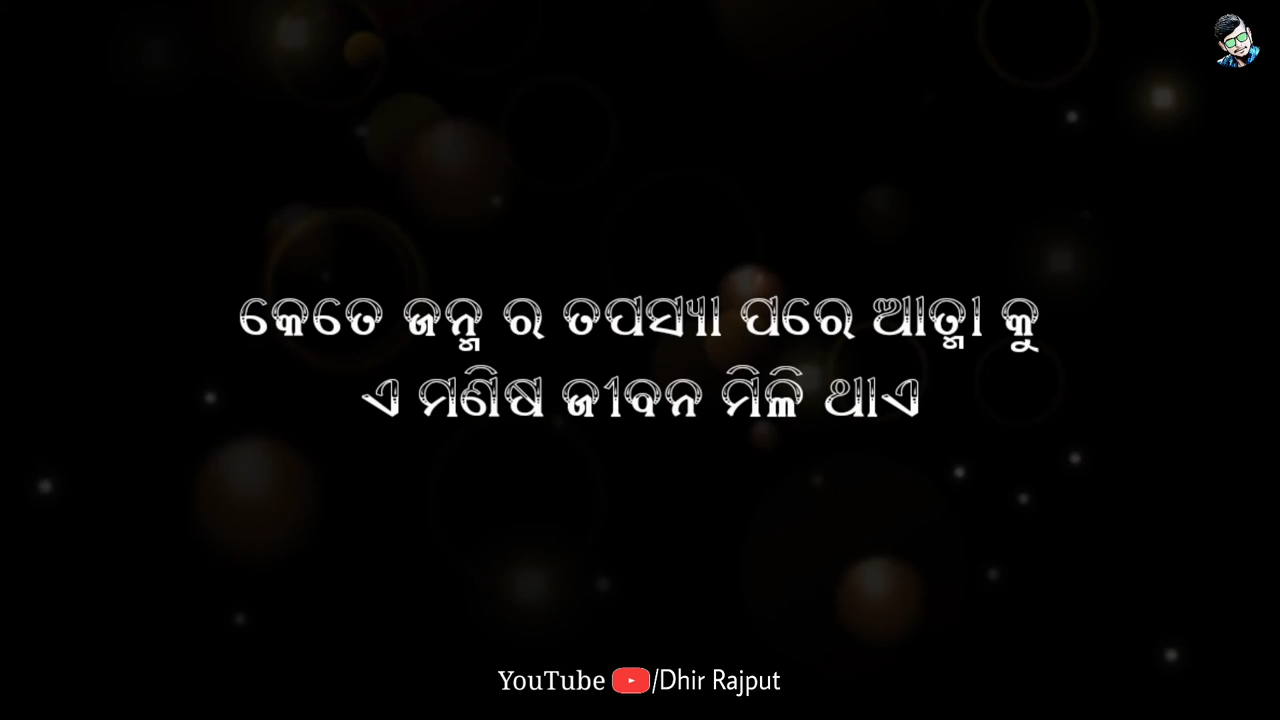 କେତେ ଜନ୍ମ ର ତପସ୍ୟା ପରେ ଆତ୍ମା କୁ
ଏ ମଣିଷ ଜୀବନ ମିଳି ଥାଏ
YouTube /Dhir Rajput